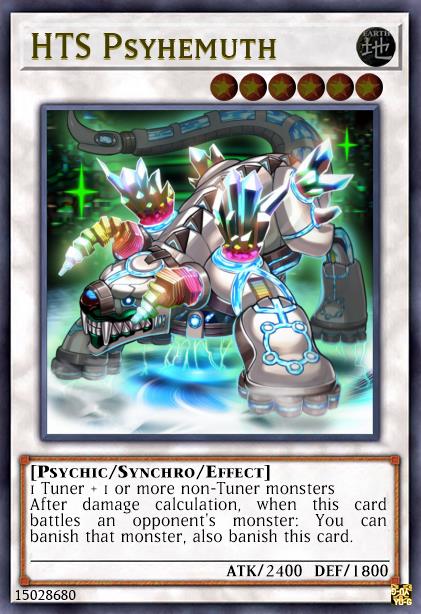 HTS Psyhemuth
EARTH
地
[Psychic/Synchro/Effect]
1 Tuner + 1 or more non-Tuner monsters
After damage calculation, when this card
battles an opponent's monster: You can
banish that monster, also banish this card.
ATK/2400 DEF/1800
15028680